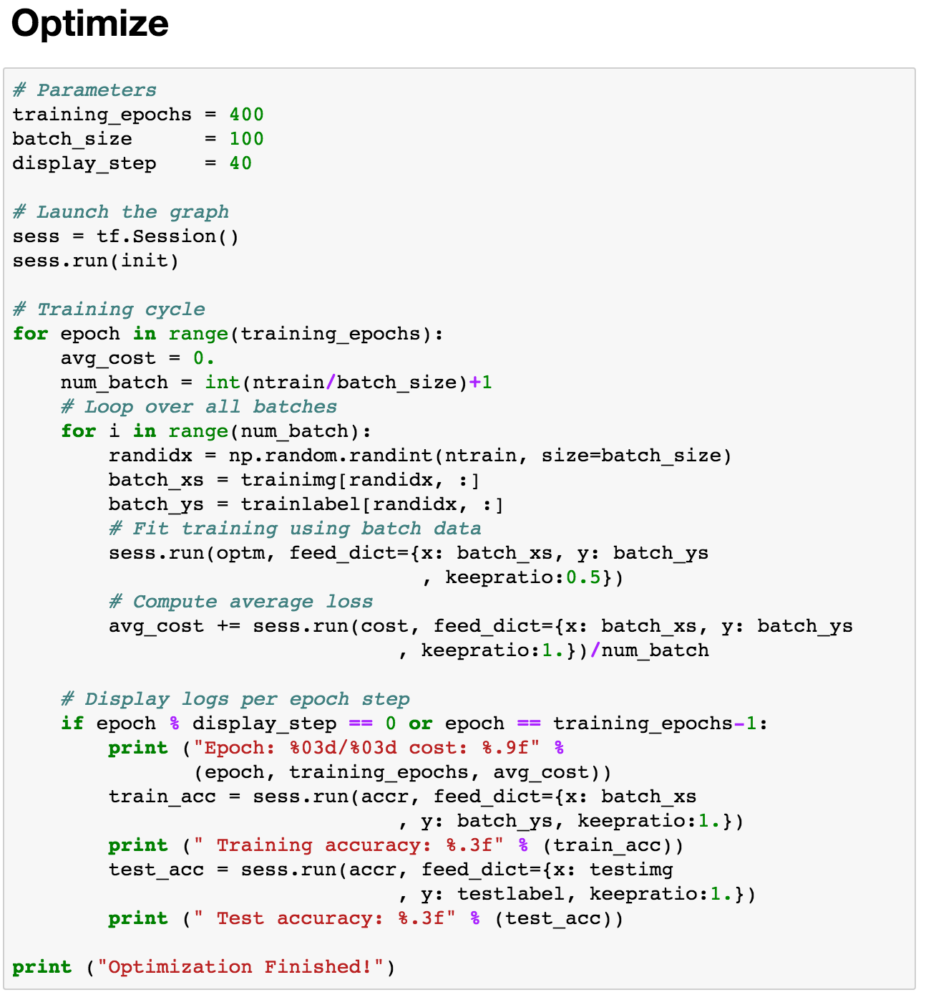 Optimize
# Parameters
training_epochs = 400
batch_size      = 100
display_step    = 40
# Launch the graph
sess = tf.Session()
sess.run(init)
# Training cycle
for epoch in range(training_epochs):
    avg_cost = 0.
    num_batch = int(ntrain/batch_size)+1
    # Loop over all batches
    for i in range(num_batch):
        randidx = np.random.randint(ntrain, size=batch_size)
        batch_xs = trainimg[randidx, :]
        batch_ys = trainlabel[randidx, :]
        # Fit training using batch data
        sess.run(optm, feed_dict={x: batch_xs, y: batch_ys
                                  , keepratio:0.5})
        # Compute average loss
        avg_cost += sess.run(cost, feed_dict={x: batch_xs, y: batch_ys
                                , keepratio:1.})/num_batch
    # Display logs per epoch step
    if epoch % display_step == 0 or epoch == training_epochs-1:
        print ("Epoch: %03d/%03d cost: %.9f" %
               (epoch, training_epochs, avg_cost))
        train_acc = sess.run(accr, feed_dict={x: batch_xs
                                , y: batch_ys, keepratio:1.})
        print (" Training accuracy: %.3f" % (train_acc))
        test_acc = sess.run(accr, feed_dict={x: testimg
                                , y: testlabel, keepratio:1.})
        print (" Test accuracy: %.3f" % (test_acc))
print ("Optimization Finished!")